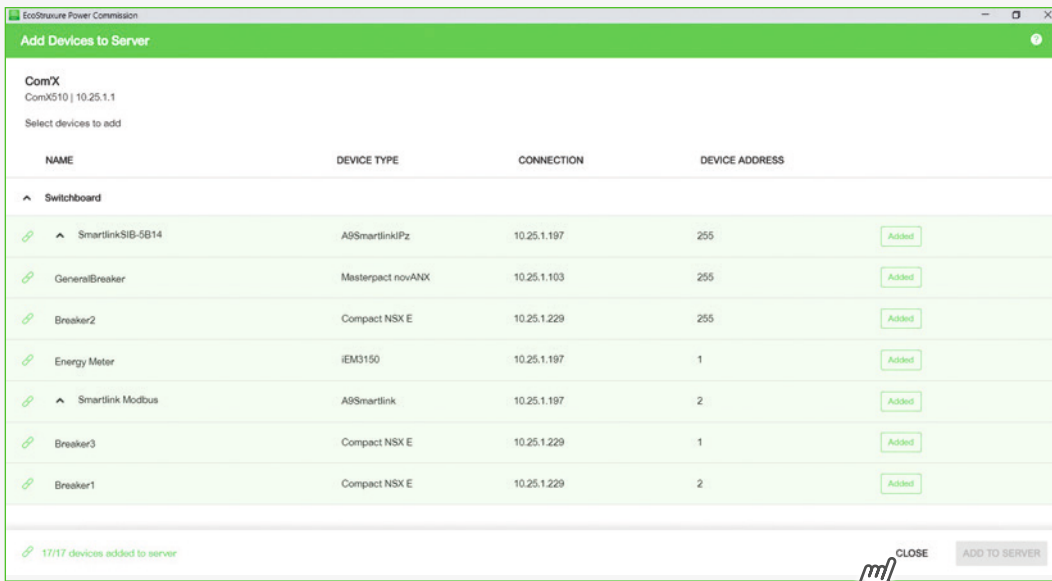 EcoStruxure Power Commission
Add Devices to Server
?
Com'X
ComX510 | 10.25.1.1
Select devices to add
NAME DEVICE TYPE CONNECTION DEVICE ADDRESS
Switchboard
SmartlinkSIB-5B14 A9SmartlinkIPz 10.25.1.197 255 Added
GeneralBreaker Masterpact novANX 10.25.1.103 255 Added
Breaker2 Compact NSX E 10.25.1.229 255 Added
Energy Meter iEM3150 10.25.1.197 1 Added
Smartlink Modbus A9Smartlink 10.25.1.197 2 Added
Breaker3 Compact NSX E 10.25.1.229 1 Added
Breaker1 Compact NSX E 10.25.1.229 2 Added
17/17 devices added to server CLOSE ADD TO SERVER